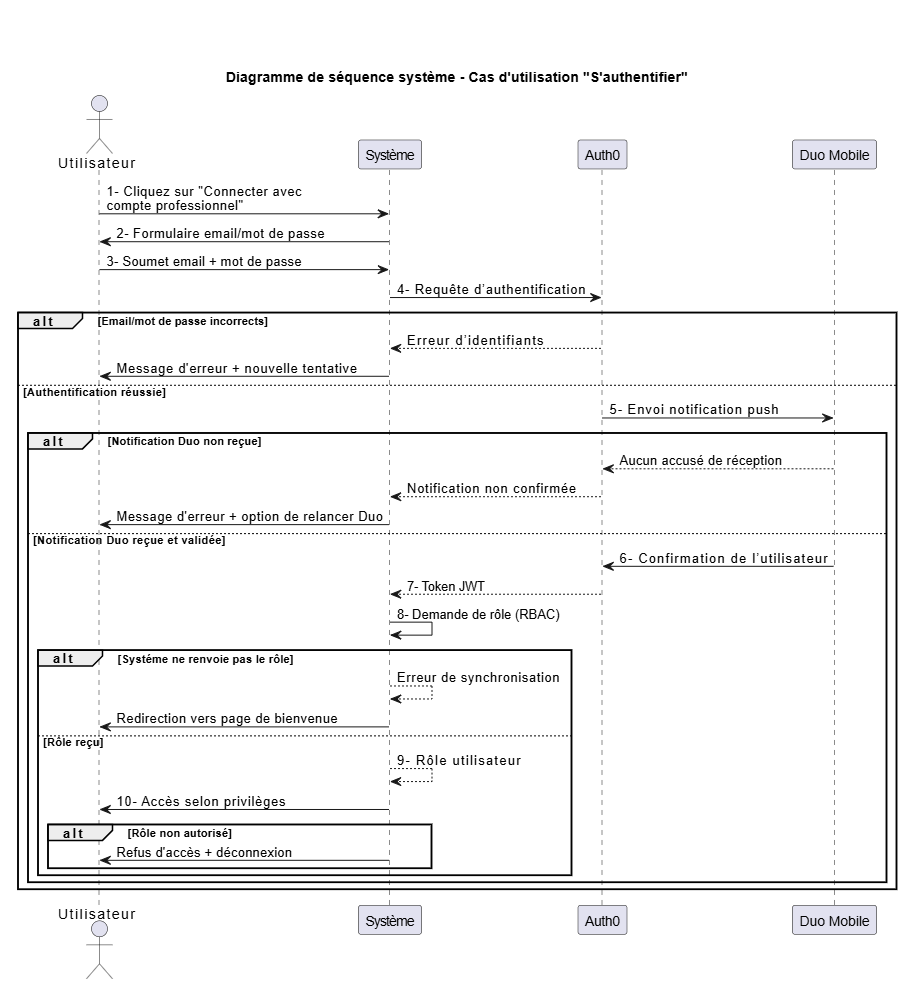 Diagramme de séquence système - Cas d'utilisation "S'authentifier"
Utilisateur
Système
Auth0
Duo Mobile
1- Cliquez sur "Connecter avec
compte professionnel"
2- Formulaire email/mot de passe
3- Soumet email + mot de passe
4- Requête d’authentification
alt
[Email/mot de passe incorrects]
Erreur d’identifiants
Message d'erreur + nouvelle tentative
[Authentification réussie]
5- Envoi notification push
alt
[Notification Duo non reçue]
Aucun accusé de réception
Notification non confirmée
Message d'erreur + option de relancer Duo
[Notification Duo reçue et validée]
6- Confirmation de l’utilisateur
7- Token JWT
8- Demande de rôle (RBAC)
alt
[Systéme ne renvoie pas le rôle]
Erreur de synchronisation
Redirection vers page de bienvenue
[Rôle reçu]
9- Rôle utilisateur
10- Accès selon privilèges
alt
[Rôle non autorisé]
Refus d'accès + déconnexion
Utilisateur
Système
Auth0
Duo Mobile